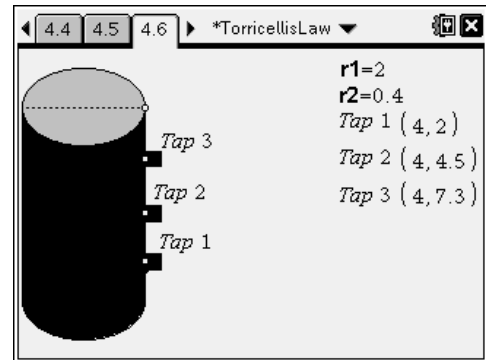 4.4 4.5 4.6 *TorricellisLaw
r1=2
r2=0.4
Tap 1 (4,2)
Tap 2 (4,4.5)
Tap 3 (4,7.3)
Tap 3
Tap 2
Tap 1